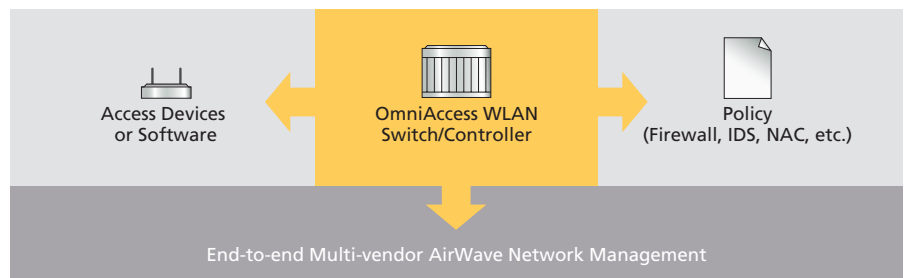 Access Devices
or Software
OmniAccess WLAN
Switch/Controller
Policy
(Firewall, IDS, NAC, etc.)
End-to-end Multi-vendor AirWave Network Management